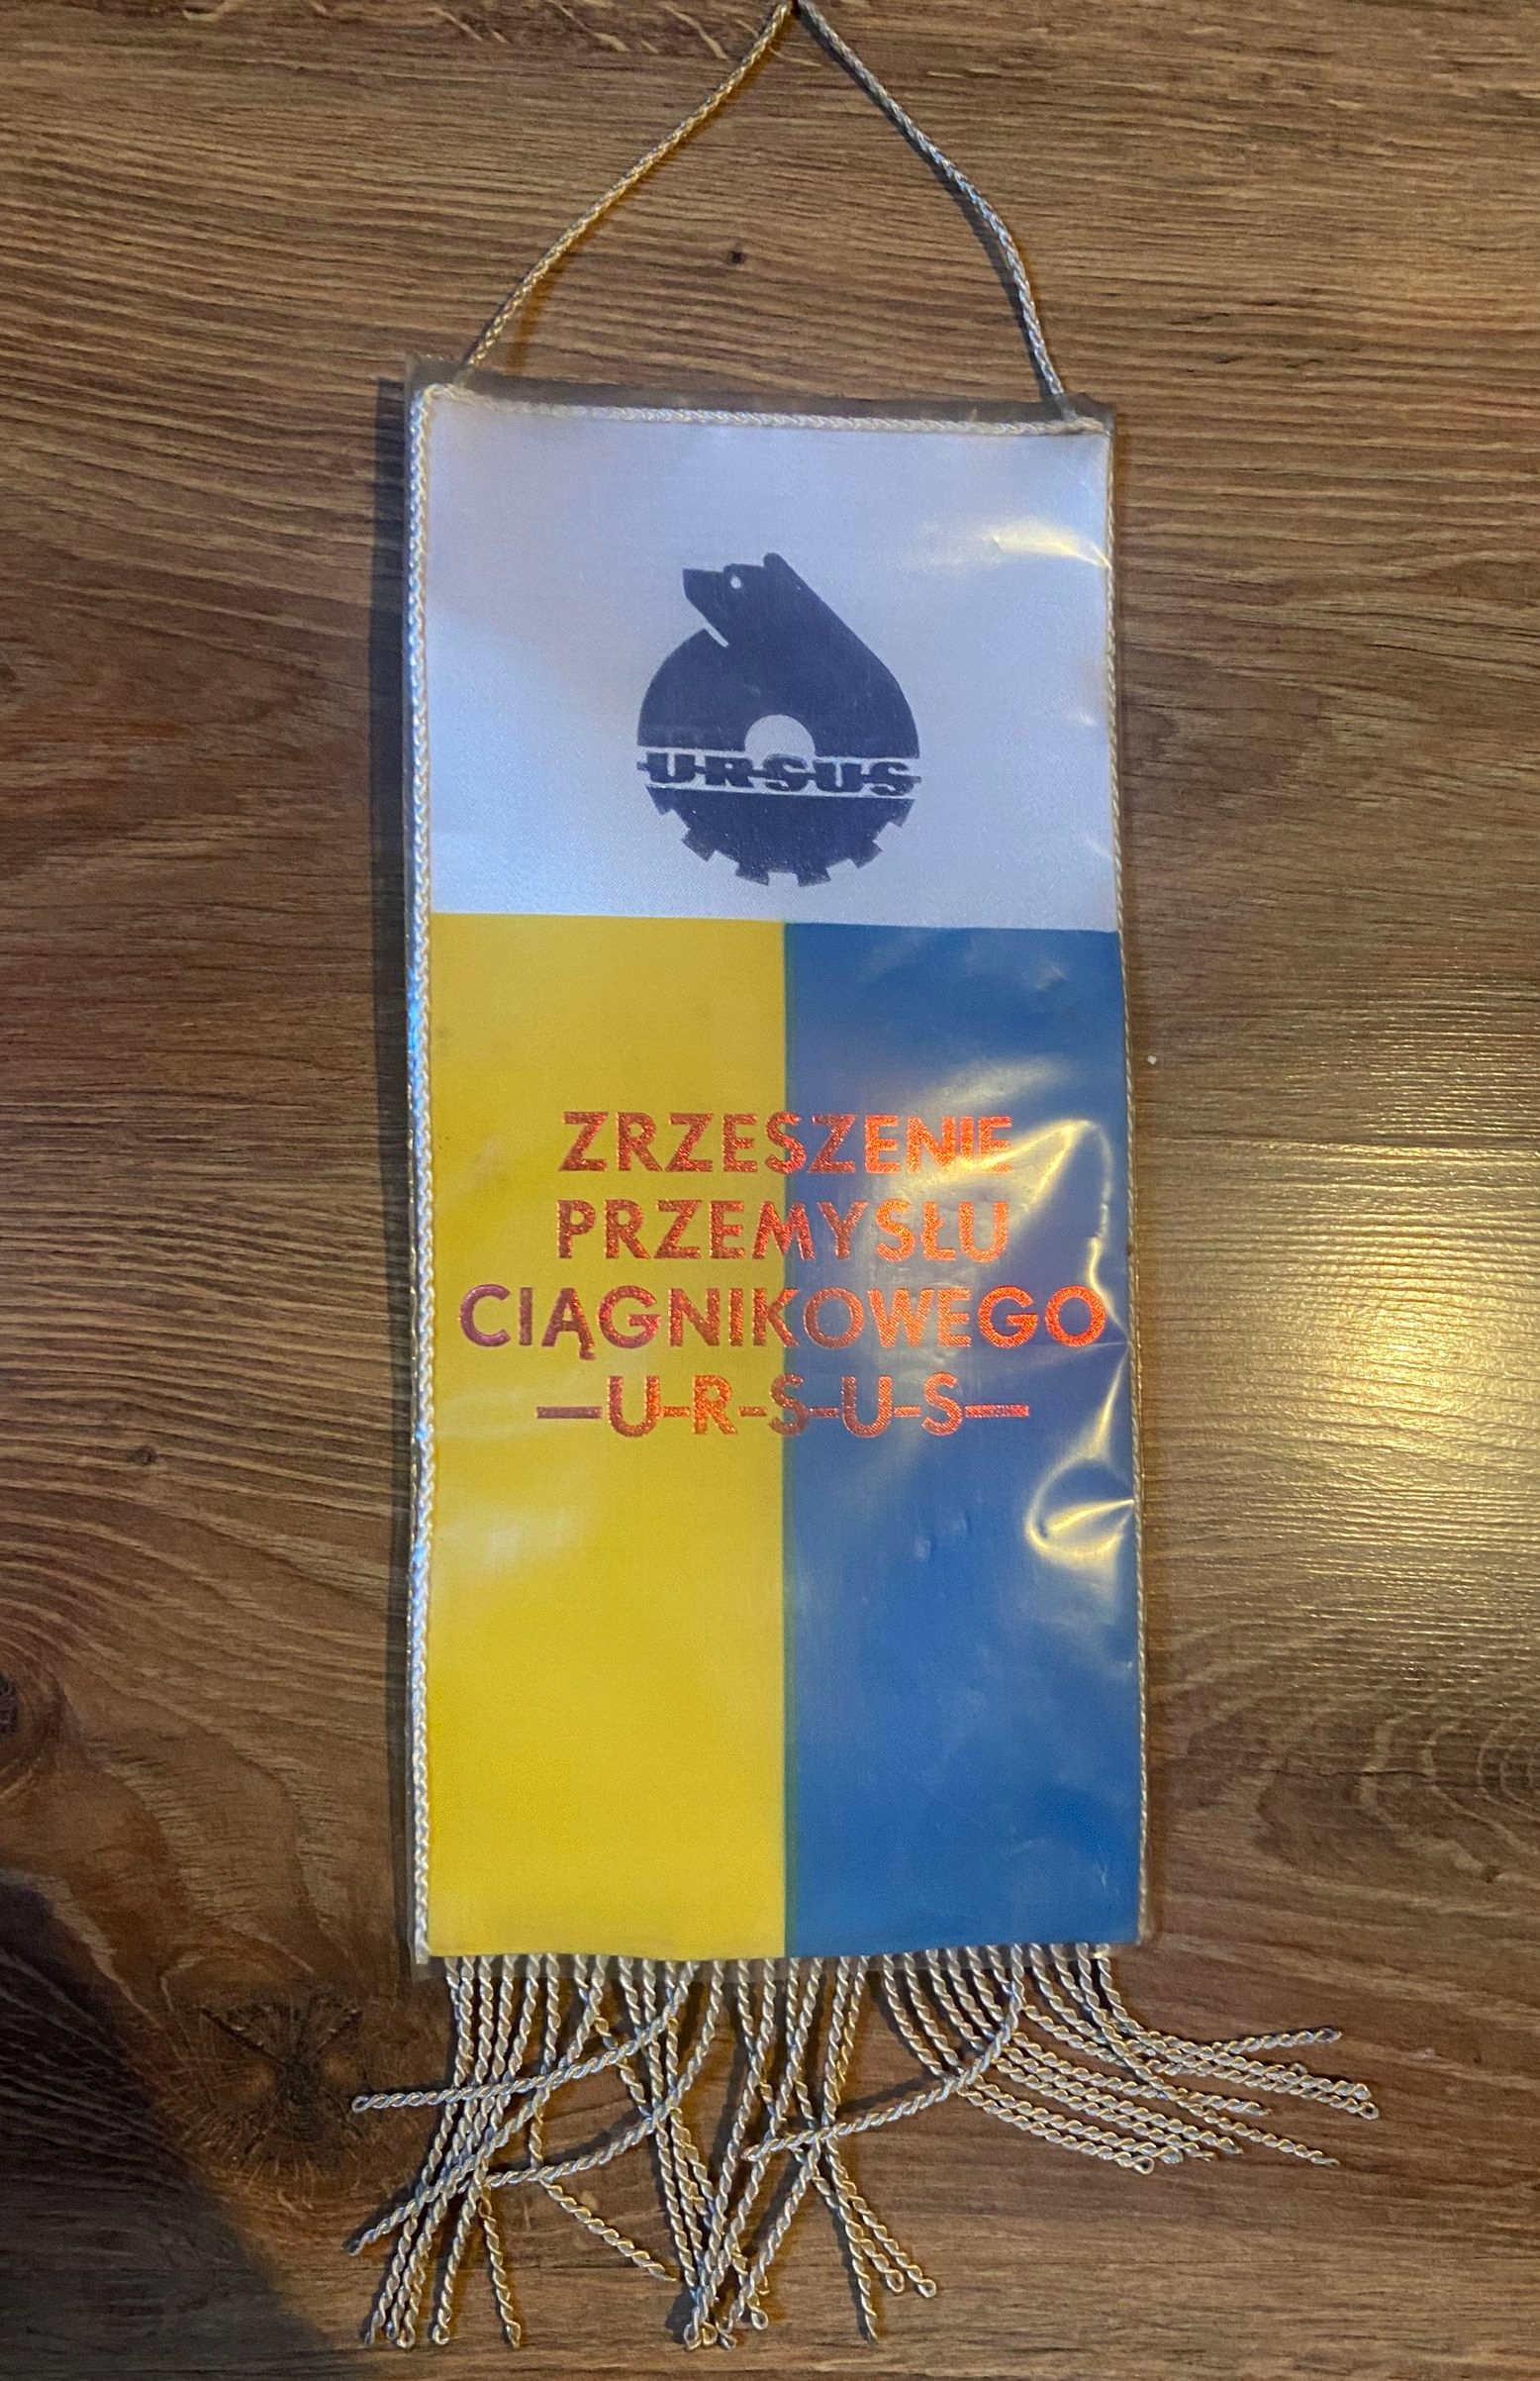 URSUS
ZRZESZENIE
PRZEMYSŁU
CIĄGNIKOWEGO
—U-R-S-U-S—